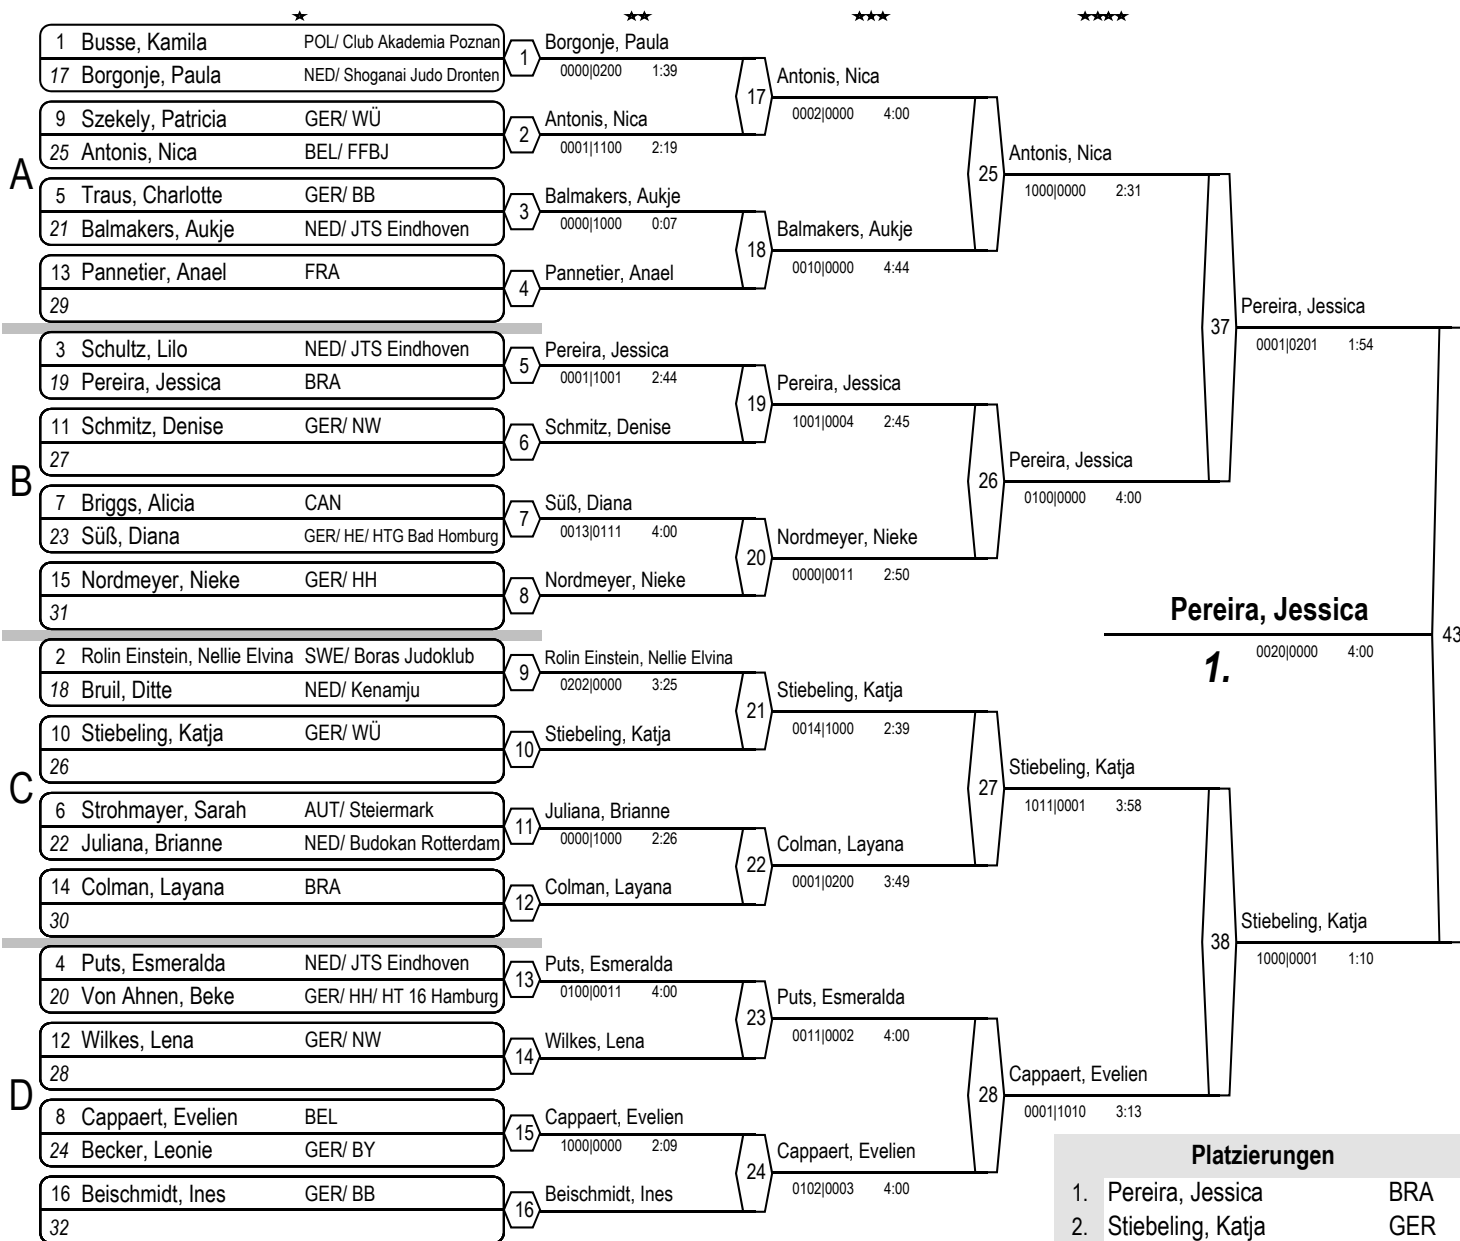 ★ ★★ ★★★ ★★★★
A
1 Busse, Kamila POL/ Club Akademia Poznan
17 Borgonje, Paula NED/ Shoganai Judo Dronten
9 Szekely, Patricia GER/ WÜ
25 Antonis, Nica BEL/ FFBJ
5 Traus, Charlotte GER/ BB
21 Balmakers, Aukje NED/ JTS Eindhoven
13 Pannetier, Anael FRA
29
B
3 Schultz, Lilo NED/ JTS Eindhoven
19 Pereira, Jessica BRA
11 Schmitz, Denise GER/ NW
27
7 Briggs, Alicia CAN
23 Süß, Diana GER/ HE/ HTG Bad Homburg
15 Nordmeyer, Nieke GER/ HH
31
C
2 Rolin Einstein, Nellie Elvina SWE/ Boras Judoklub
18 Bruil, Ditte NED/ Kenamju
10 Stiebeling, Katja GER/ WÜ
26
6 Strohmayer, Sarah AUT/ Steiermark
22 Juliana, Brianne NED/ Budokan Rotterdam
14 Colman, Layana BRA
30
D
4 Puts, Esmeralda NED/ JTS Eindhoven
20 Von Ahnen, Beke GER/ HH/ HT 16 Hamburg
12 Wilkes, Lena GER/ NW
28
8 Cappaert, Evelien BEL
24 Becker, Leonie GER/ BY
16 Beischmidt, Ines GER/ BB
32
1 Borgonje, Paula
0000|0200 1:39
2 Antonis, Nica
0001|1100 2:19
3 Balmakers, Aukje
0000|1000 0:07
4 Pannetier, Anael
5 Pereira, Jessica
0001|1001 2:44
6 Schmitz, Denise
7 Süß, Diana
0013|0111 4:00
8 Nordmeyer, Nieke
9 Rolin Einstein, Nellie Elvina
0202|0000 3:25
10 Stiebeling, Katja
11 Juliana, Brianne
0000|1000 2:26
12 Colman, Layana
13 Puts, Esmeralda
0100|0011 4:00
14 Wilkes, Lena
15 Cappaert, Evelien
1000|0000 2:09
16 Beischmidt, Ines
17 Antonis, Nica
0002|0000 4:00
18 Balmakers, Aukje
0010|0000 4:44
19 Pereira, Jessica
1001|0004 2:45
20 Nordmeyer, Nieke
0000|0011 2:50
21 Stiebeling, Katja
0014|1000 2:39
22 Colman, Layana
0001|0200 3:49
23 Puts, Esmeralda
0011|0002 4:00
24 Cappaert, Evelien
0102|0003 4:00
25 Antonis, Nica
1000|0000 2:31
26 Pereira, Jessica
0100|0000 4:00
27 Stiebeling, Katja
1011|0001 3:58
28 Cappaert, Evelien
0001|1010 3:13
37 Pereira, Jessica
0001|0201 1:54
38 Stiebeling, Katja
1000|0001 1:10
Pereira, Jessica 43
1. 0020|0000 4:00
Platzierungen
1. Pereira, Jessica BRA
2. Stiebeling, Katja GER